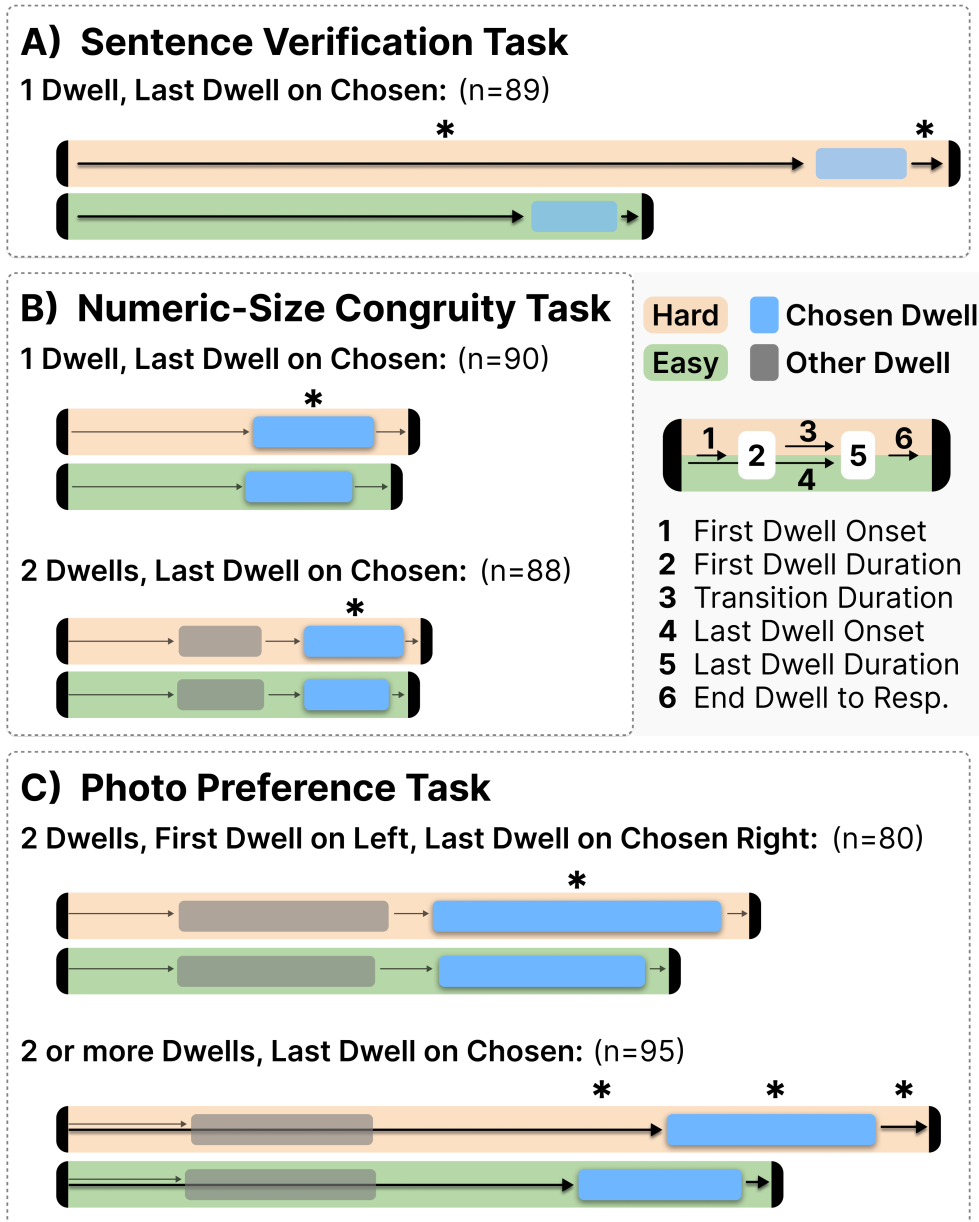 A) Sentence Verification Task
1 Dwell, Last Dwell on Chosen: (n=89)
* *
B) Numeric-Size Congruity Task
1 Dwell, Last Dwell on Chosen: (n=90)
*
2 Dwells, Last Dwell on Chosen: (n=88)
*
Hard Chosen Dwell
Easy Other Dwell
1 2 3 4 5 6
1 First Dwell Onset
2 First Dwell Duration
3 Transition Duration
4 Last Dwell Onset
5 Last Dwell Duration
6 End Dwell to Resp.
C) Photo Preference Task
2 Dwells, First Dwell on Left, Last Dwell on Chosen Right: (n=80)
*
2 or more Dwells, Last Dwell on Chosen: (n=95)
* * *